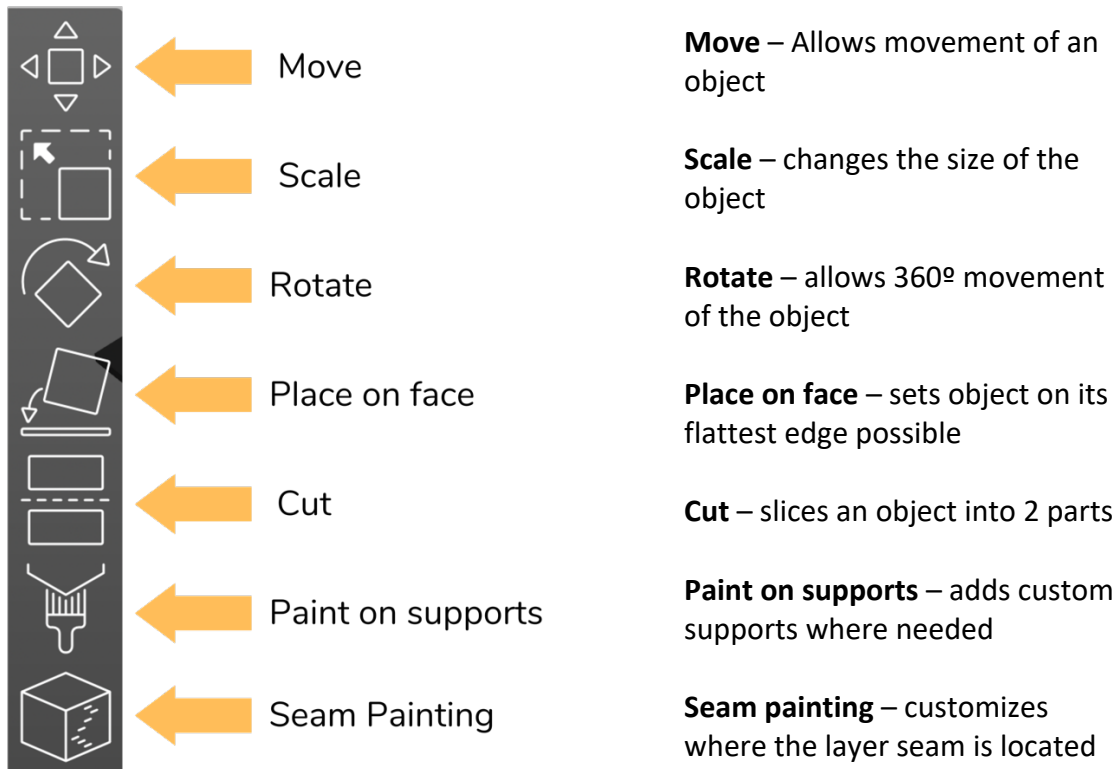 Move
Scale
Rotate
Place on face
Cut
Paint on supports
Seam Painting
Move – Allows movement of an
object
Scale – changes the size of the
object
Rotate – allows 360º movement
of the object
Place on face – sets object on its
flattest edge possible
Cut – slices an object into 2 parts
Paint on supports – adds custom
supports where needed
Seam painting – customizes
where the layer seam is located